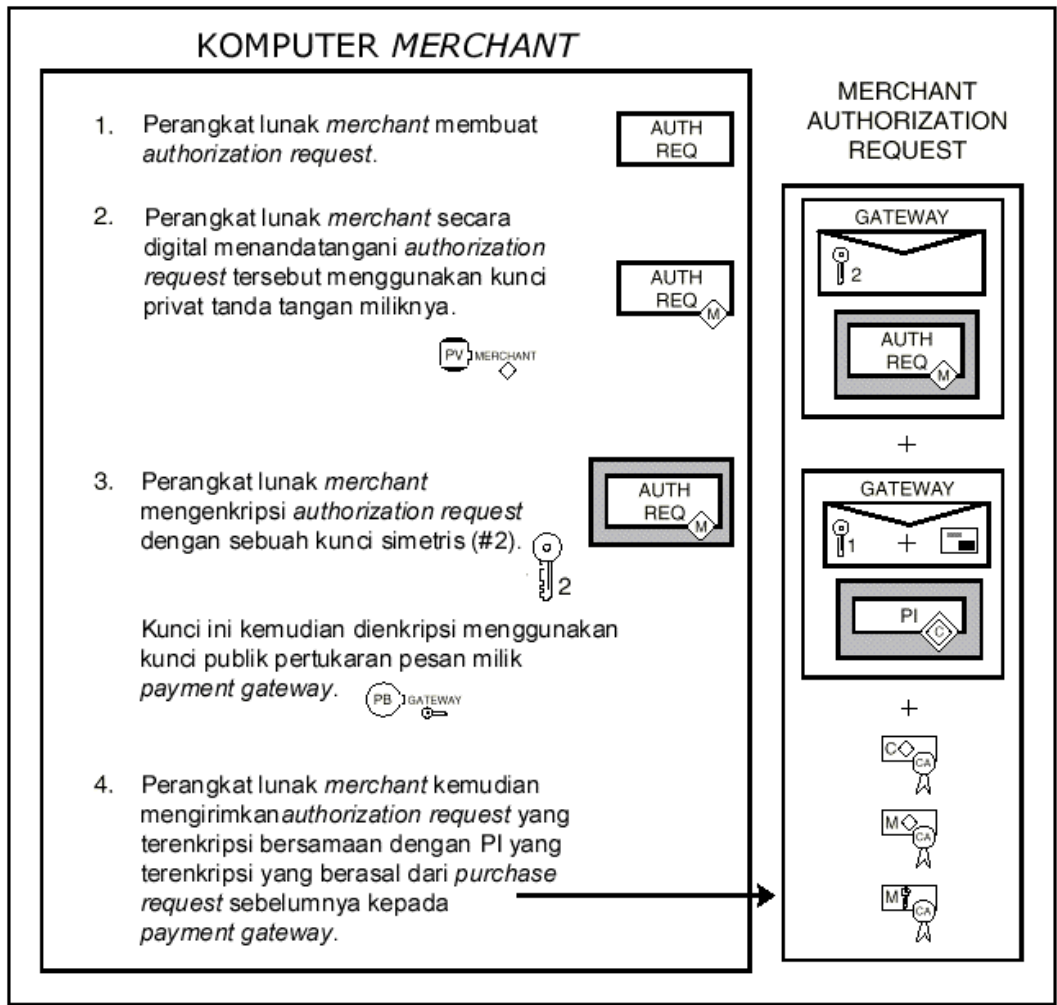 KOMPUTER MERCHANT
1. Perangkat lunak merchant membuat
authorization request.
AUTH
REQ
2. Perangkat lunak merchant secara
digital menandatangani authorization
request tersebut menggunakan kunci
privat tanda tangan miliknya.
AUTH
REQ
M
PV MERCHANT
3. Perangkat lunak merchant
mengenkripsi authorization request
dengan sebuah kunci simetris (#2).
2
AUTH
REQ
M
Kunci ini kemudian dienkripsi menggunakan
kunci publik pertukaran pesan milik
payment gateway.
PB GATEWAY
4. Perangkat lunak merchant kemudian
mengirimkan authorization request yang
terenkripsi bersamaan dengan PI yang
terenkripsi yang berasal dari purchase
request sebelumnya kepada
payment gateway.
MERCHANT
AUTHORIZATION
REQUEST
GATEWAY
2
AUTH
REQ
M
+
GATEWAY
1 +
PI
C
+
C CA
M CA
M CA